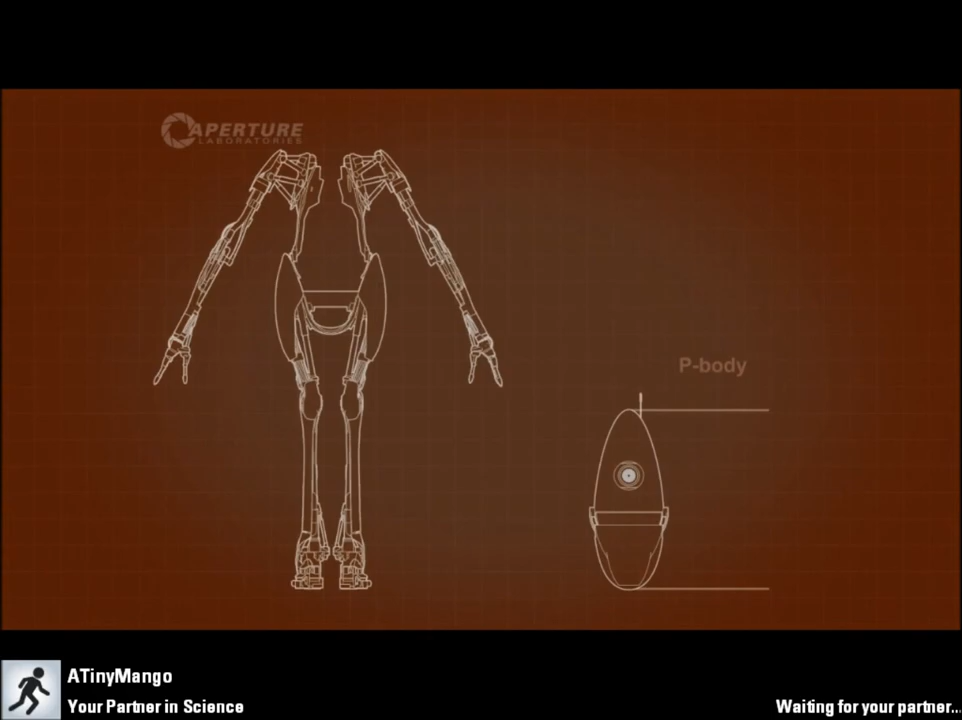 APERTURE
LABORATORIES
P-body
ATinyMango
Your Partner in Science
Waiting for your partner...